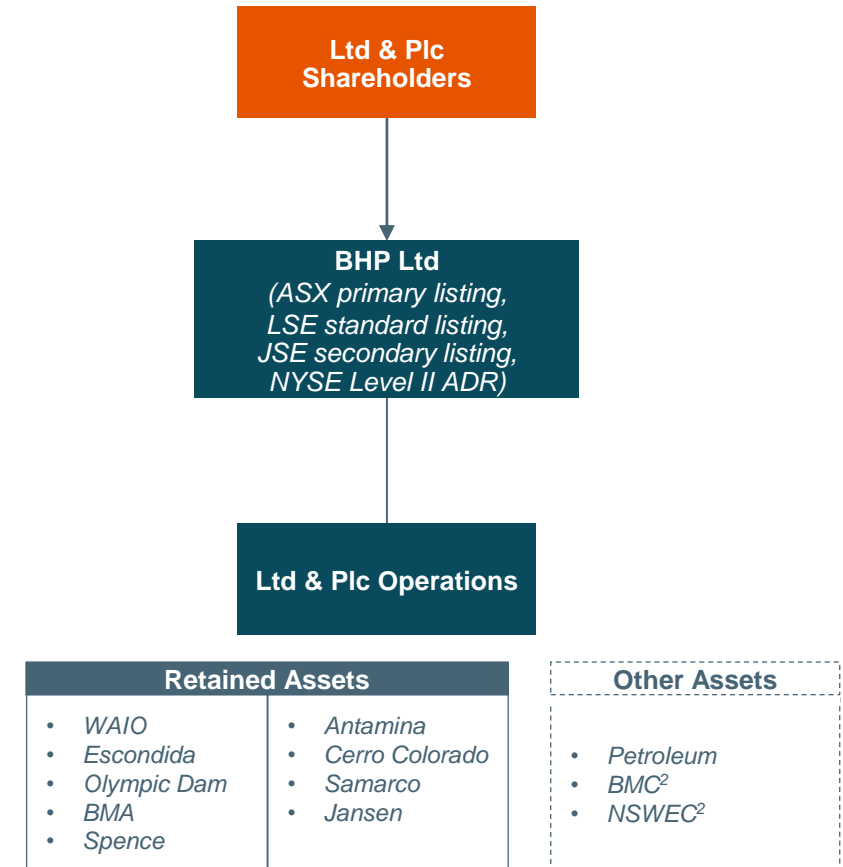 Ltd & Plc
Shareholders
BHP Ltd
(ASX primary listing,
LSE standard listing,
JSE secondary listing,
NYSE Level II ADR)
Ltd & Plc Operations
Retained Assets
• WAIO
• Escondida
• Olympic Dam
• BMA
• Spence
• Antamina
• Cerro Colorado
• Samarco
• Jansen
Other Assets
• Petroleum
• BMC²
• NSWEC²